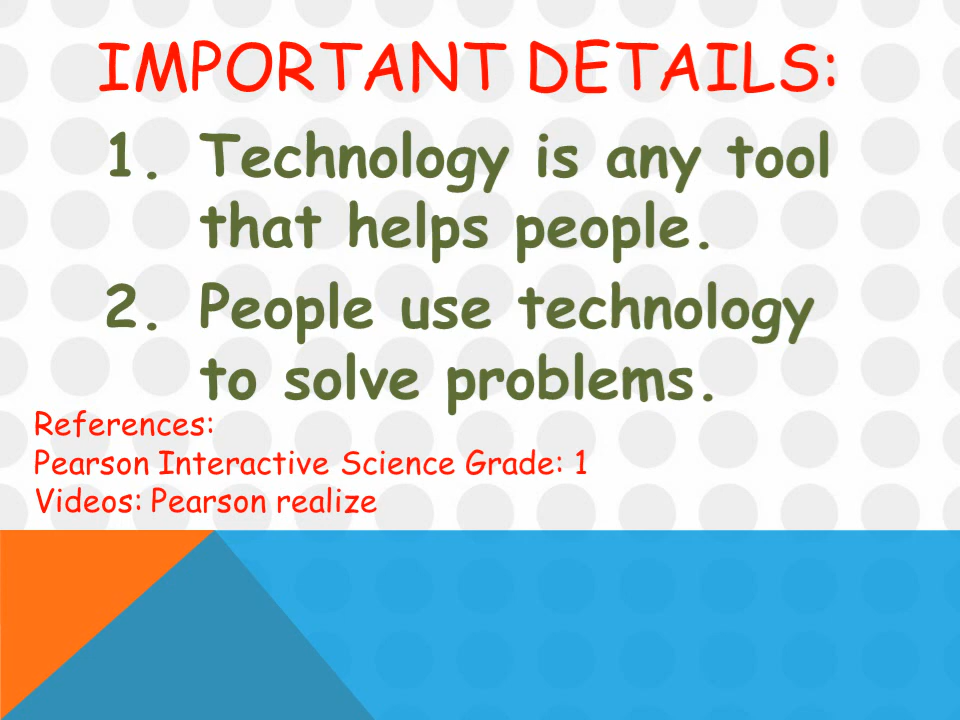 IMPORTANT DETAILS:
1. Technology is any tool
that helps people.
2. People use technology
to solve problems.
References:
Pearson Interactive Science Grade: 1
Videos: Pearson realize